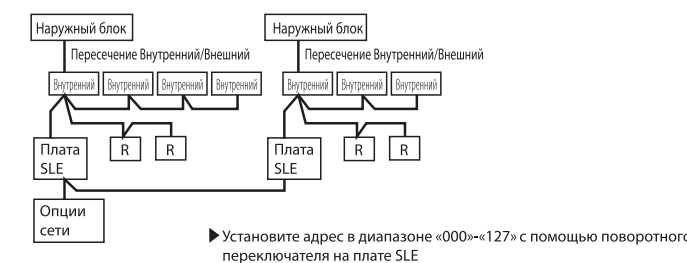 Наружный блок Наружный блок
Пересечение Внутренний/Внешний Пересечение Внутренний/Внешний
Внутренний Внутренний Внутренний Внутренний Внутренний Внутренний Внутренний
Плата SLE R R Плата SLE R R
Опции
сети
▶Установите адрес в диапазоне «000»-«127» с помощью поворотного
переключателя на плате SLE